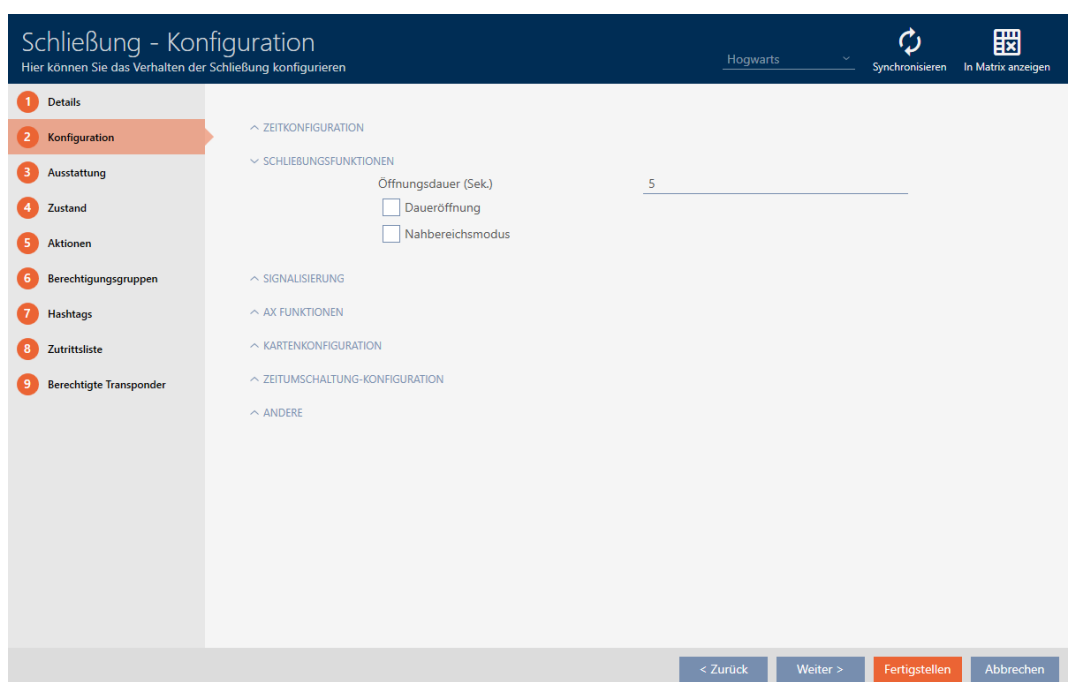 Schließung - Konfiguration
Hier können Sie das Verhalten der Schließung konfigurieren
Hogwarts
Synchronisieren
In Matrix anzeigen
1 Details
2 Konfiguration
3 Ausstattung
4 Zustand
5 Aktionen
6 Berechtigungsgruppen
7 Hashtags
8 Zutrittsliste
9 Berechtigte Transponder
ZEITKONFIGURATION
SCHLIEßUNGSFUNKTIONEN
Öffnungsdauer (Sek.) 5
Daueröffnung
Nahbereichsmodus
SIGNALISIERUNG
AX FUNKTIONEN
KARTENKONFIGURATION
ZEITUMSCHALTUNG-KONFIGURATION
ANDERE
< Zurück Weiter > Fertigstellen Abbrechen